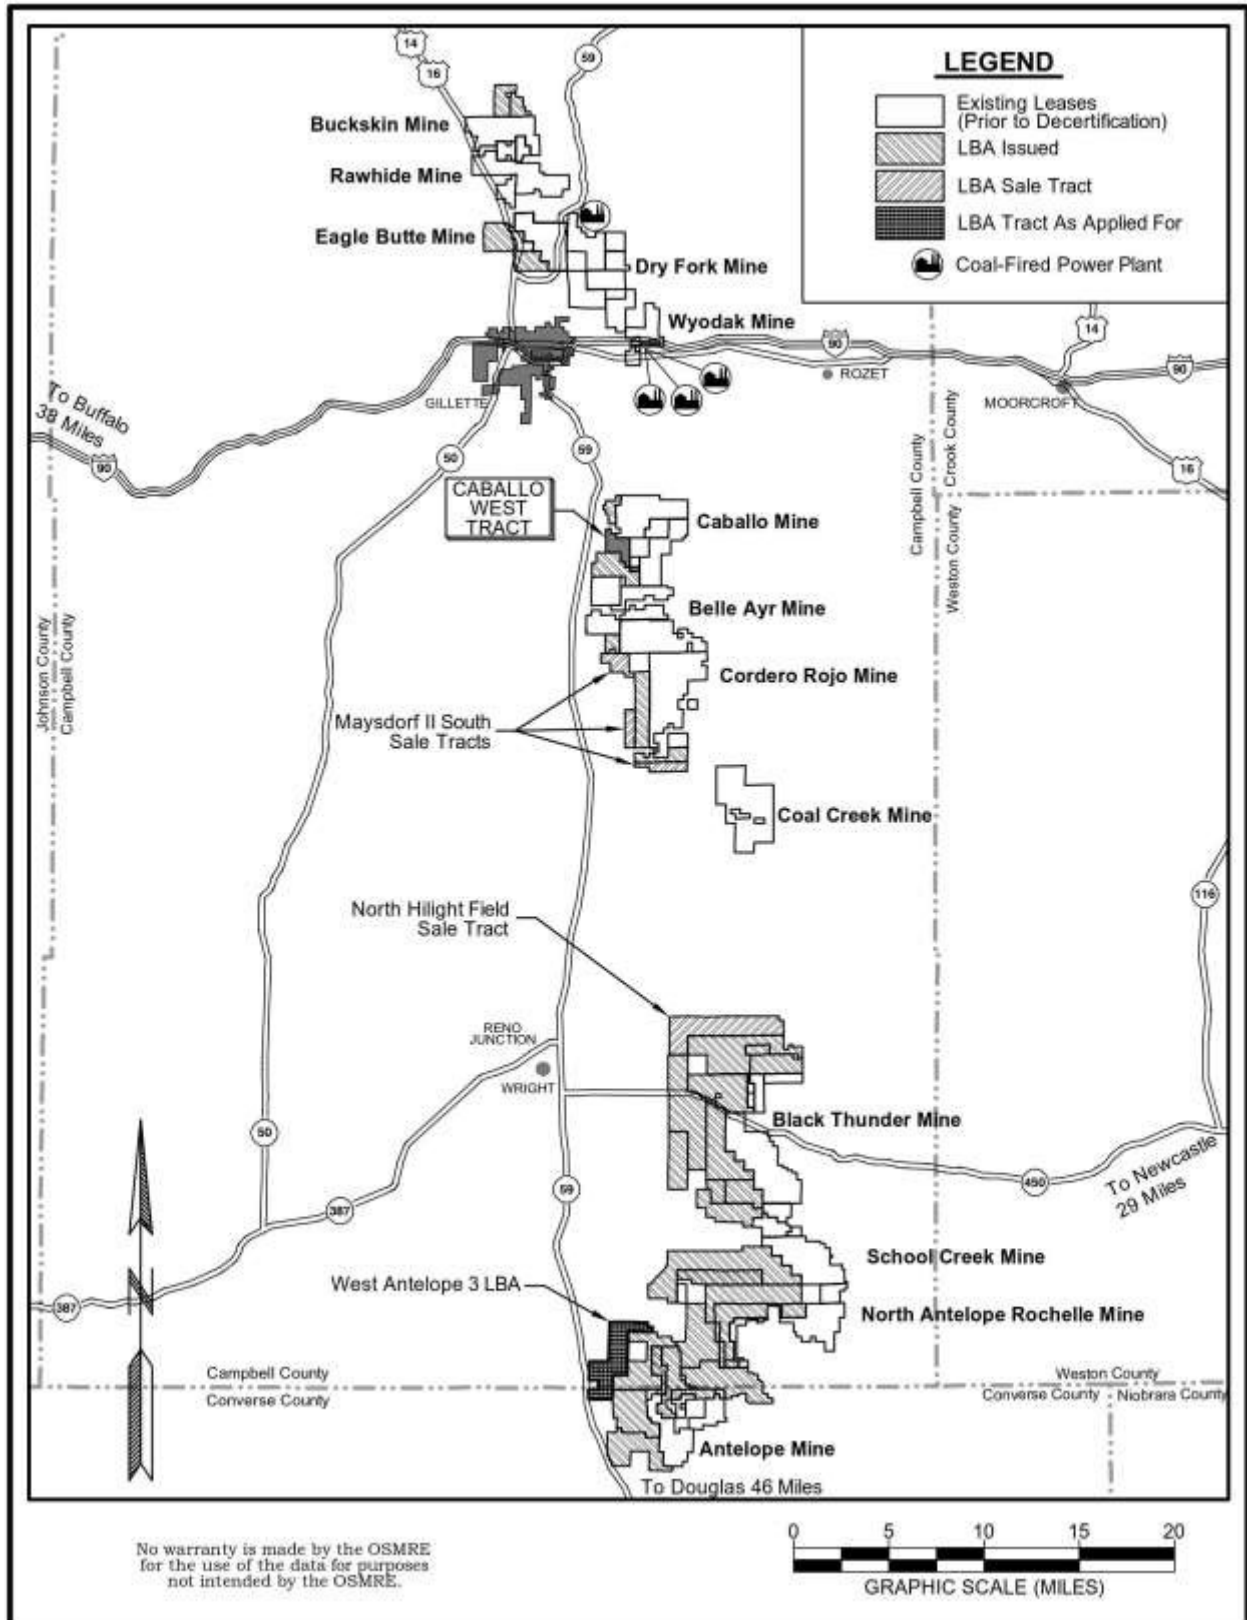 14
16
59
LEGEND
Existing Leases
(Prior to Decertification)
LBA Issued
LBA Sale Tract
LBA Tract As Applied For
Coal-Fired Power Plant
Buckskin Mine
Rawhide Mine
Eagle Butte Mine
Dry Fork Mine
Wyodak Mine
90
14
90
ROZET
MOORCROFT
GILLETTE
To Buffalo
38 Miles
90
50
59
16
CABALLO
WEST
TRACT
Caballo Mine
Campbell County
Crook County
Weston County
Belle Ayr Mine
Johnson County
Campbell County
Cordero Rojo Mine
Maysdorf II South
Sale Tracts
Coal Creek Mine
116
North Hilight Field
Sale Tract
RENO
JUNCTION
WRIGHT
Black Thunder Mine
50
59
450
To Newcastle
29 Miles
387
School Creek Mine
West Antelope 3 LBA
387
North Antelope Rochelle Mine
N
Campbell County
Converse County
Weston County
Converse County
Niobrara County
Antelope Mine
To Douglas 46 Miles
No warranty is made by the OSMRE
for the use of the data for purposes
not intended by the OSMRE.
0 5 10 15 20
GRAPHIC SCALE (MILES)